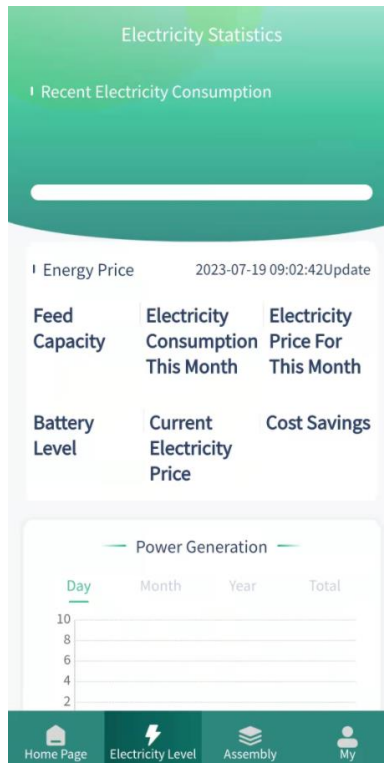 Electricity Statistics
Recent Electricity Consumption
Energy Price 2023-07-19 09:02:42Update
Feed Electricity Electricity
Capacity Consumption Price For
This Month This Month
Battery Current Cost Savings
Level Electricity
Price
Power Generation
Day Month Year Total
10
8
6
4
2
Home Page Electricity Level Assembly My